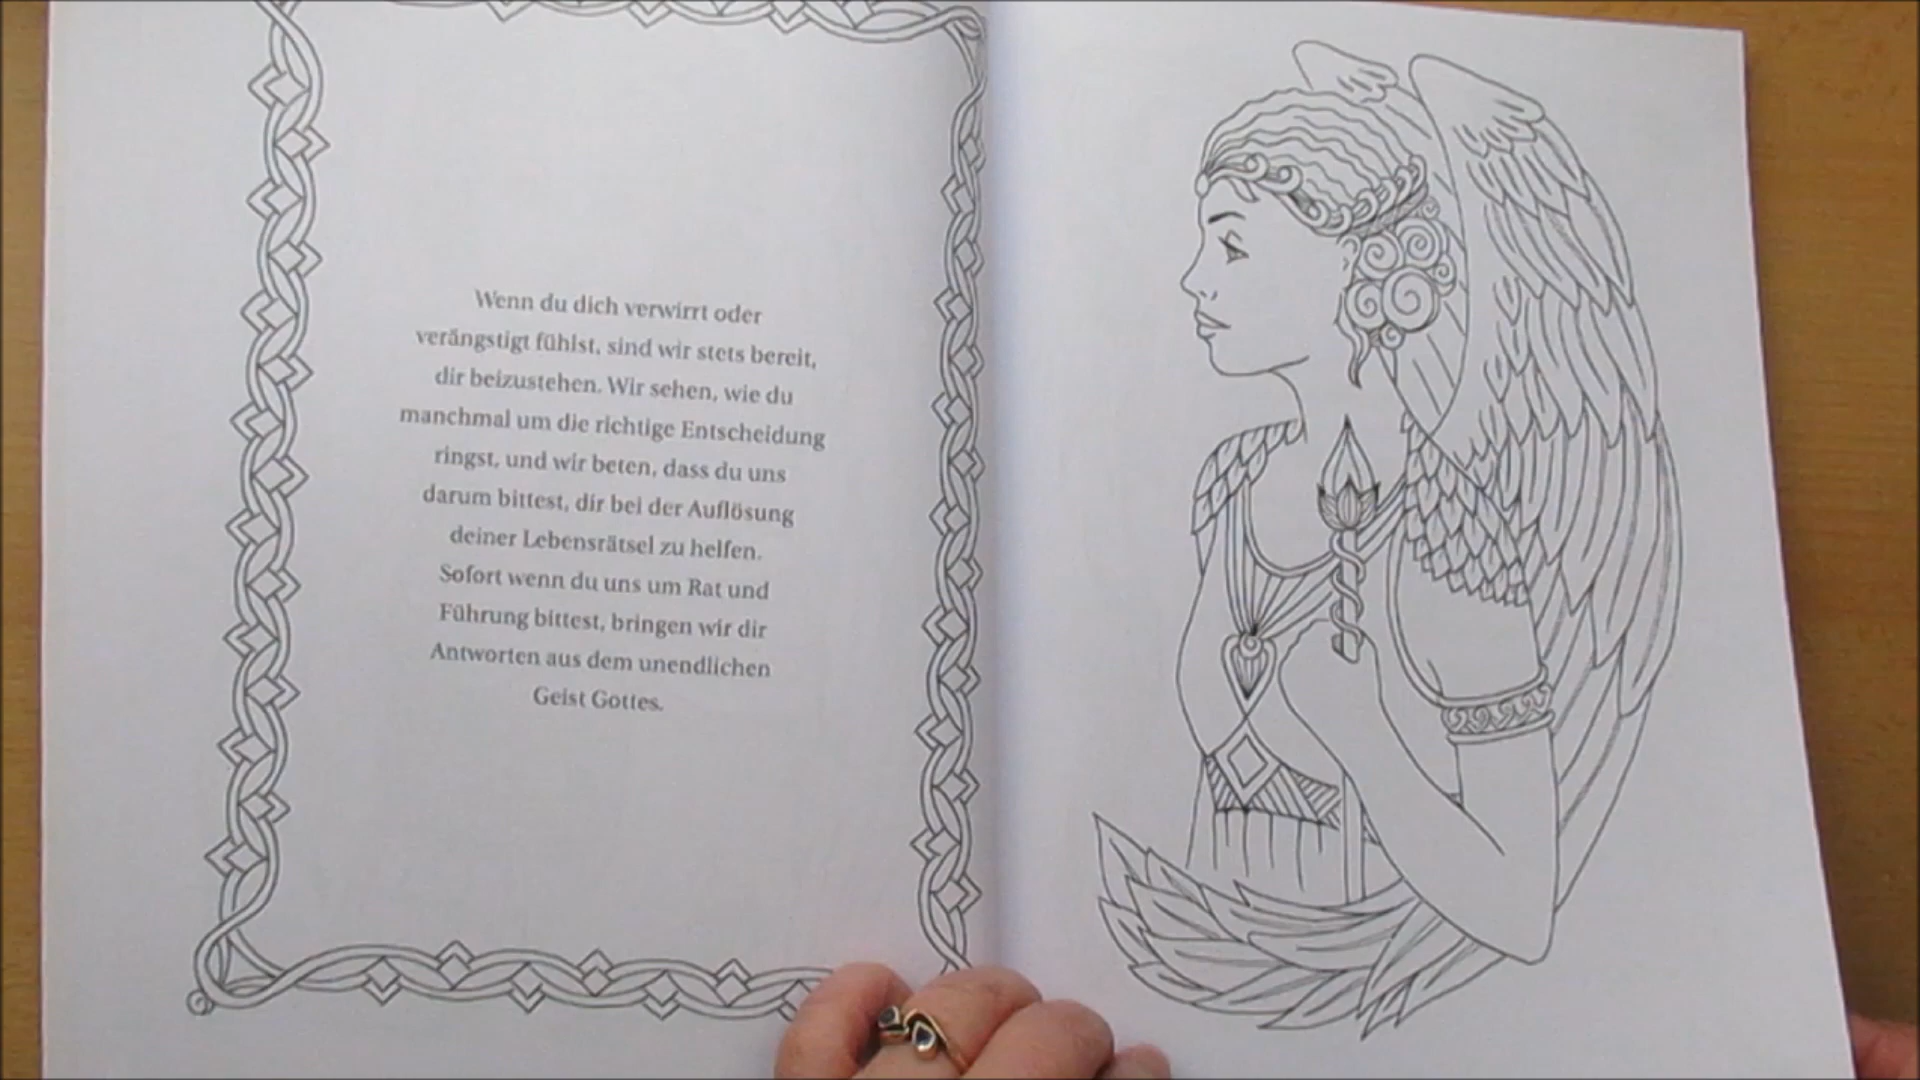 Wenn du dich verwirrt oder
verängstigt fühlst, sind wir stets bereit,
dir beizustehen. Wir sehen, wie du
manchmal um die richtige Entscheidung
ringst, und wir beten, dass du uns
darum bittest, dir bei der Auflösung
deiner Lebensrätsel zu helfen.
Sofort wenn du uns um Rat und
Führung bittest, bringen wir dir
Antworten aus dem unendlichen
Geist Gottes.